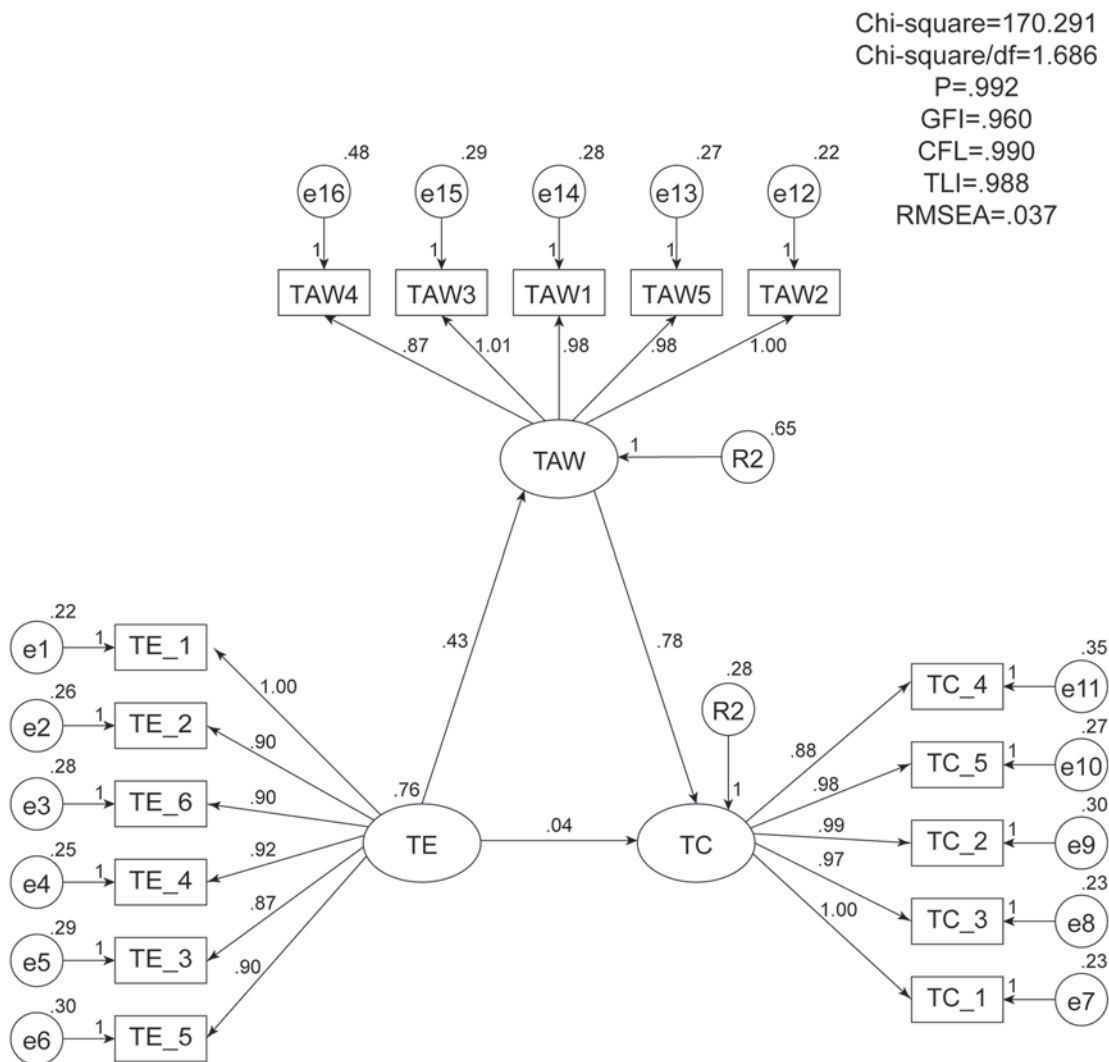 Chi-square=170.291
Chi-square/df=1.686
P=.992
GFI=.960
CFL=.990
TLI=.988
RMSEA=.037
.48 .29 .28 .27 .22
e16 e15 e14 e13 e12
1 1 1 1 1
TAW4 TAW3 TAW1 TAW5 TAW2
.87 1.01 .98 .98 1.00
.65
TAW 1 R2
.43 .78
.22
e1 1 TE_1
1.00
.26
e2 1 TE_2
.90
.28
e3 1 TE_6
.90
.25
e4 1 TE_4
.92
.29
e5 1 TE_3
.87
.30
e6 1 TE_5
.90
.76
TE
.04
.28
R2
1
TC
.35
.88 TC_4 1 e11
.27
.98 TC_5 1 e10
.30
.99 TC_2 1 e9
.23
.97 TC_3 1 e8
.23
1.00 TC_1 1 e7